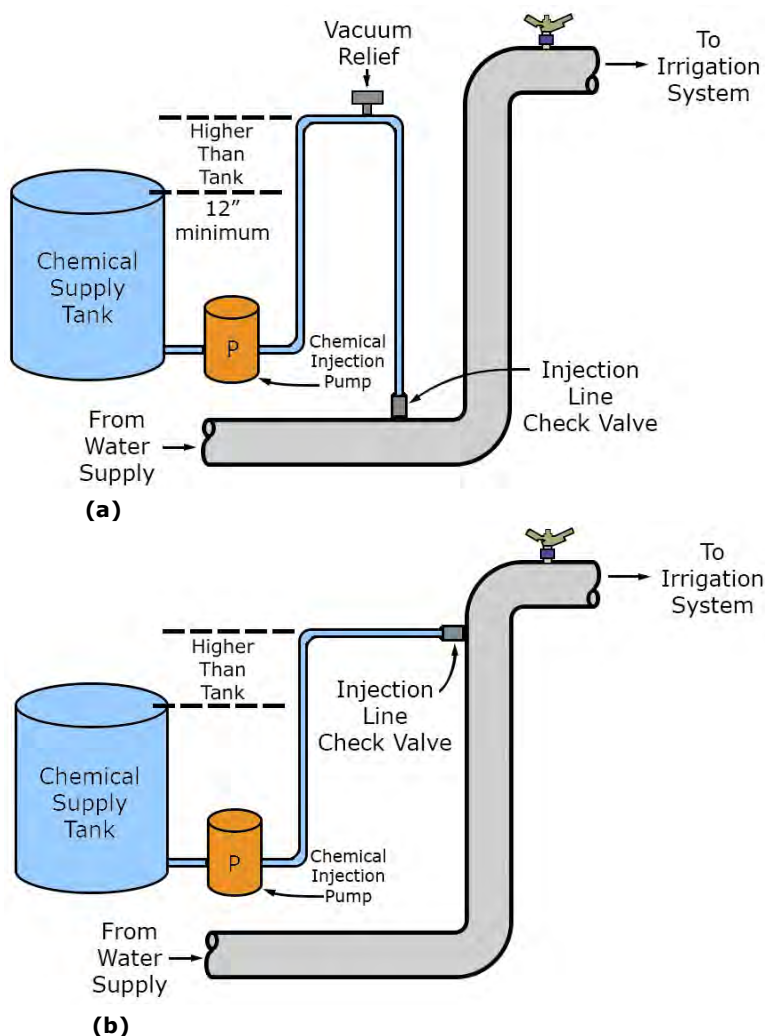 Vacuum
Relief
To
Irrigation
System
Higher
Than
Tank
12”
minimum
Chemical
Supply
Tank
P
Chemical
Injection
Pump
Injection
Line
Check Valve
From
Water
Supply
(a)
To
Irrigation
System
Higher
Than
Tank
Injection
Line
Check Valve
Chemical
Supply
Tank
P
Chemical
Injection
Pump
From
Water
Supply
(b)